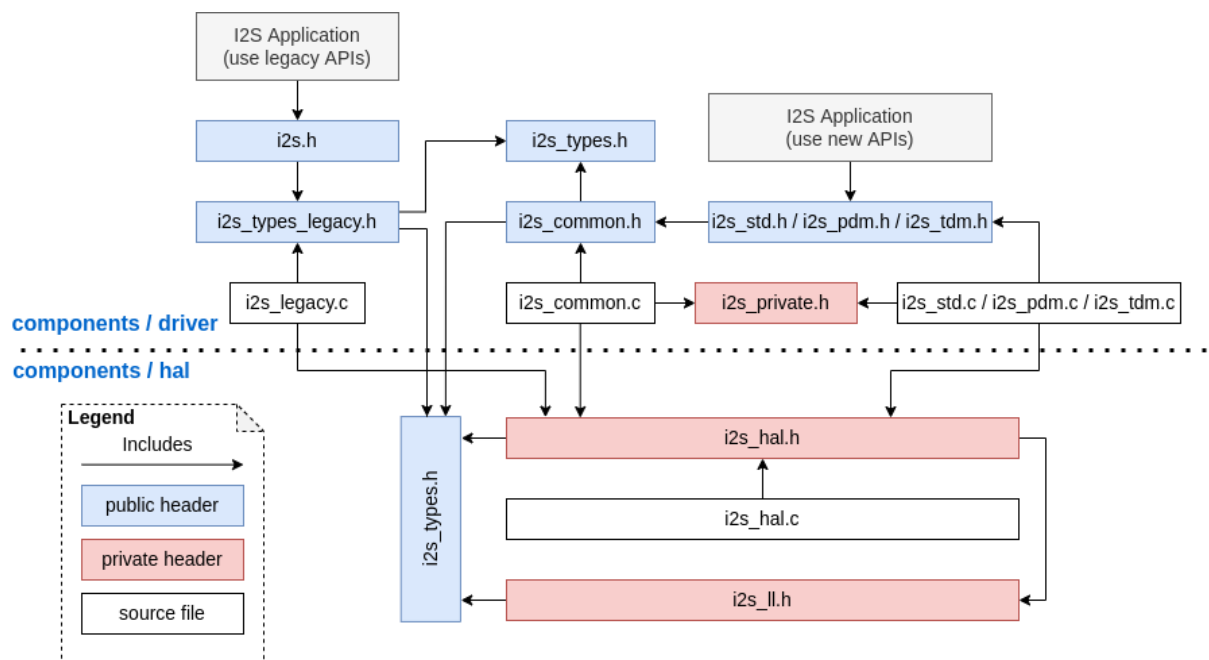 I2S Application
(use legacy APIs)
i2s.h
i2s_types.h
I2S Application
(use new APIs)
i2s_types_legacy.h
i2s_common.h
i2s_std.h / i2s_pdm.h / i2s_tdm.h
i2s_legacy.c
i2s_common.c
i2s_private.h
i2s_std.c / i2s_pdm.c / i2s_tdm.c
components / driver
components / hal
Legend
Includes
public header
private header
source file
i2s_types.h
i2s_hal.h
i2s_hal.c
i2s_ll.h